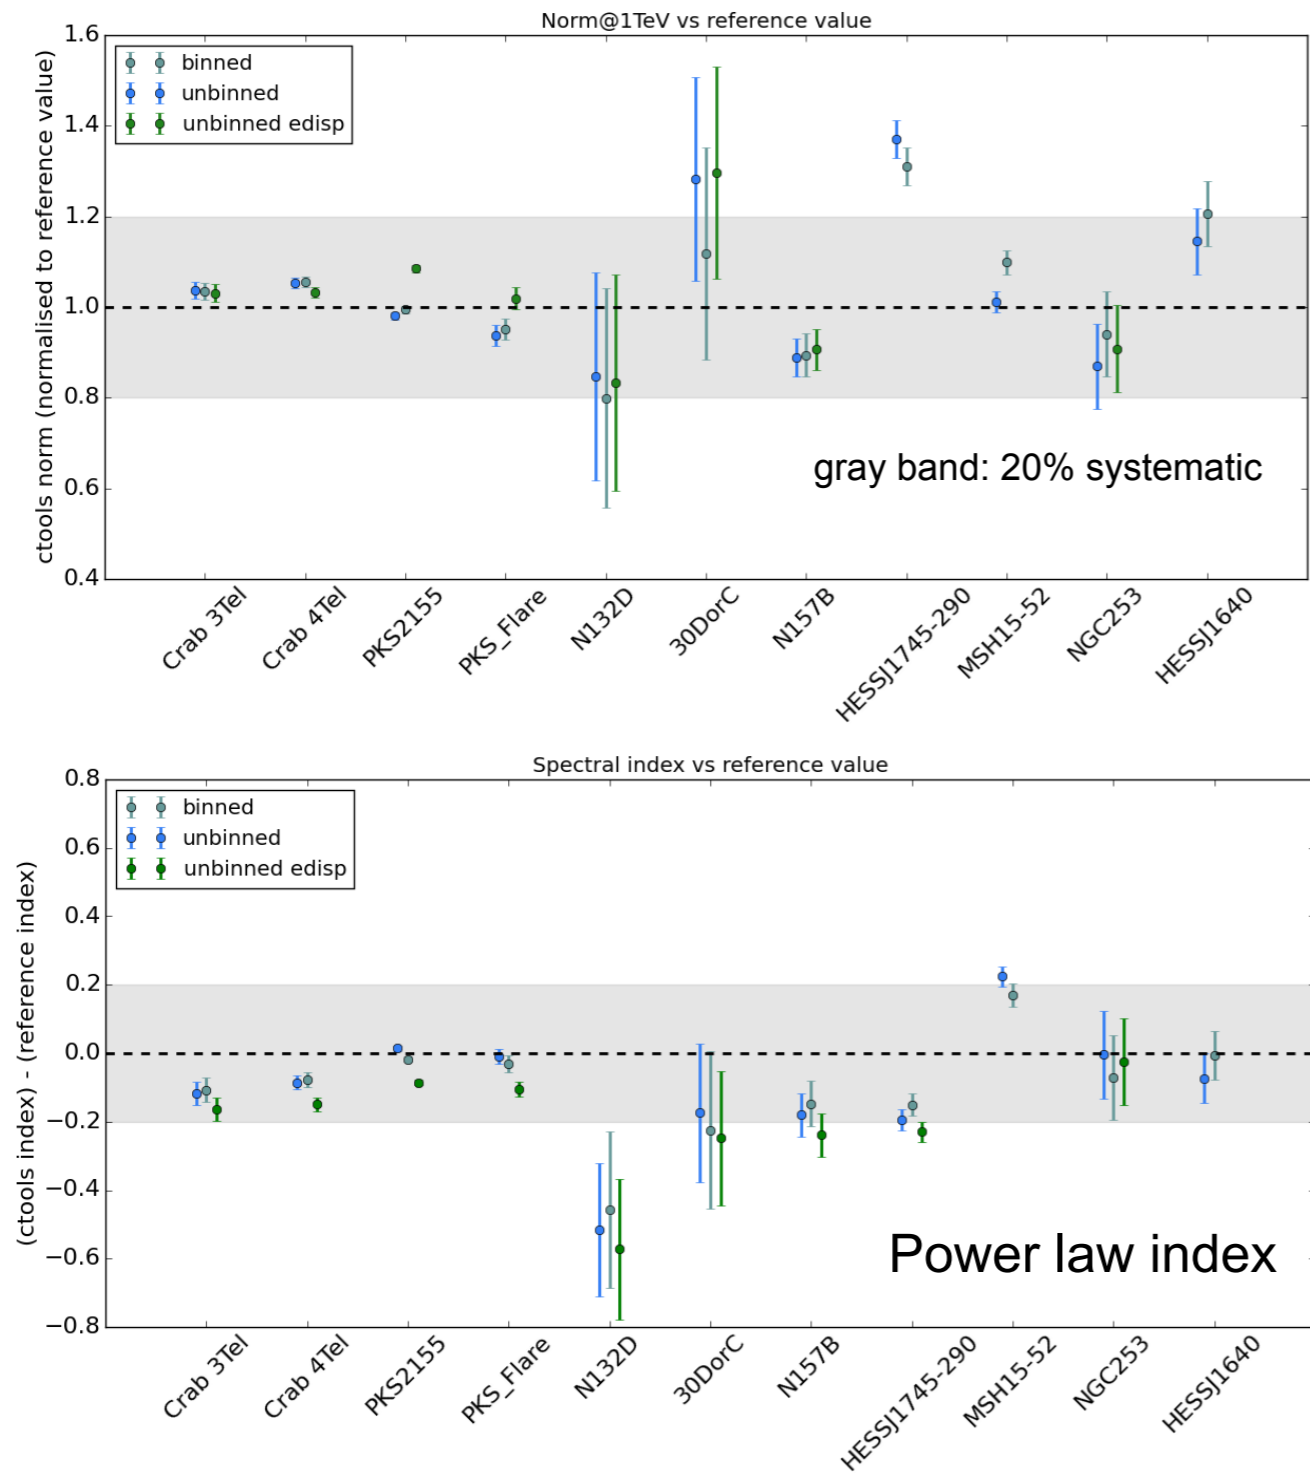 Norm@1TeV vs reference value
ctools norm (normalised to reference value)
1.6
1.4
1.2
1.0
0.8
0.6
0.4
binned
unbinned
unbinned edisp
gray band: 20% systematic
Crab 3Tel
Crab 4Tel
PKS2155
PKS_Flare
N132D
30DorC
N157B
HESSJ1745-290
MSH15-52
NGC253
HESSJ1640
Spectral index vs reference value
(ctools index) - (reference index)
0.8
0.6
0.4
0.2
0.0
−0.2
−0.4
−0.6
−0.8
binned
unbinned
unbinned edisp
Power law index
Crab 3Tel
Crab 4Tel
PKS2155
PKS_Flare
N132D
30DorC
N157B
HESSJ1745-290
MSH15-52
NGC253
HESSJ1640